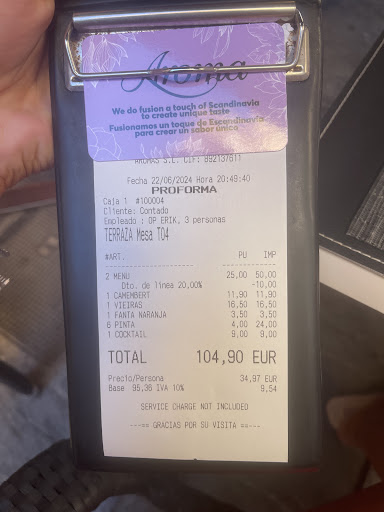 Aroma
We do fusion a touch of Scandinavia
to create unique taste
Fusionamos un toque de Escandinavia
para crear un sabor único
AROMAS S.L. CIF: B92137611
Fecha 22/06/2024 Hora 20:49:40
PROFORMA
Caja 1 #100004
Cliente: Contado
Empleado : DP ERIK, 3 personas
TERRAZA Mesa T04
#ART. PU IMP
2 MENU 25,00 50,00
Dto. de línea 20,00% -10,00
1 CAMEMBERT 11,90 11,90
1 VIEIRAS 16,50 16,50
1 FANTA NARANJA 3,50 3,50
6 PINTA 4,00 24,00
1 COCKTAIL 9,00 9,00
TOTAL 104,90 EUR
Precio/Persona 34,97 EUR
Base 95,36 IVA 10% 9,54
SERVICE CHARGE NOT INCLUDED
---== GRACIAS POR SU VISITA ==---